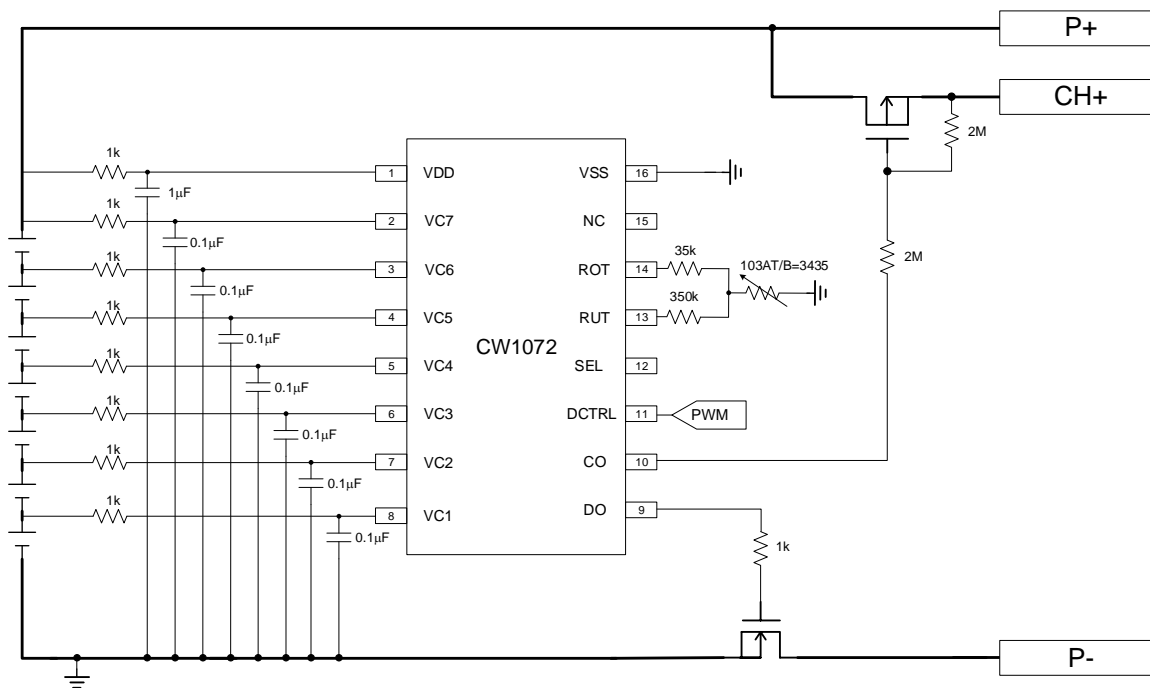 P+
CH+
2M
1k
1 VDD
VSS 16
1μF
1k
2 VC7
NC 15
0.1μF
2M
1k
3 VC6
ROT 14
35k
103AT/B=3435
0.1μF
1k
4 VC5
RUT 13
350k
0.1μF
CW1072
1k
5 VC4
SEL 12
0.1μF
1k
6 VC3
DCTRL 11
PWM
0.1μF
1k
7 VC2
CO 10
0.1μF
1k
8 VC1
DO 9
0.1μF
1k
P-